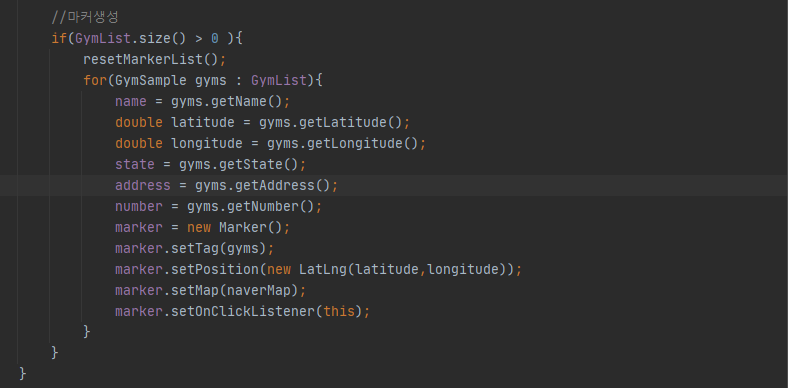 //마커생성
if(GymList.size() > 0 ){
resetMarkerList();
for(GymSample gyms : GymList){
name = gyms.getName();
double latitude = gyms.getLatitude();
double longitude = gyms.getLongitude();
state = gyms.getState();
address = gyms.getAddress();
number = gyms.getNumber();
marker = new Marker();
marker.setTag(gyms);
marker.setPosition(new LatLng(latitude,longitude));
marker.setMap(naverMap);
marker.setOnClickListener(this);
}
}
}